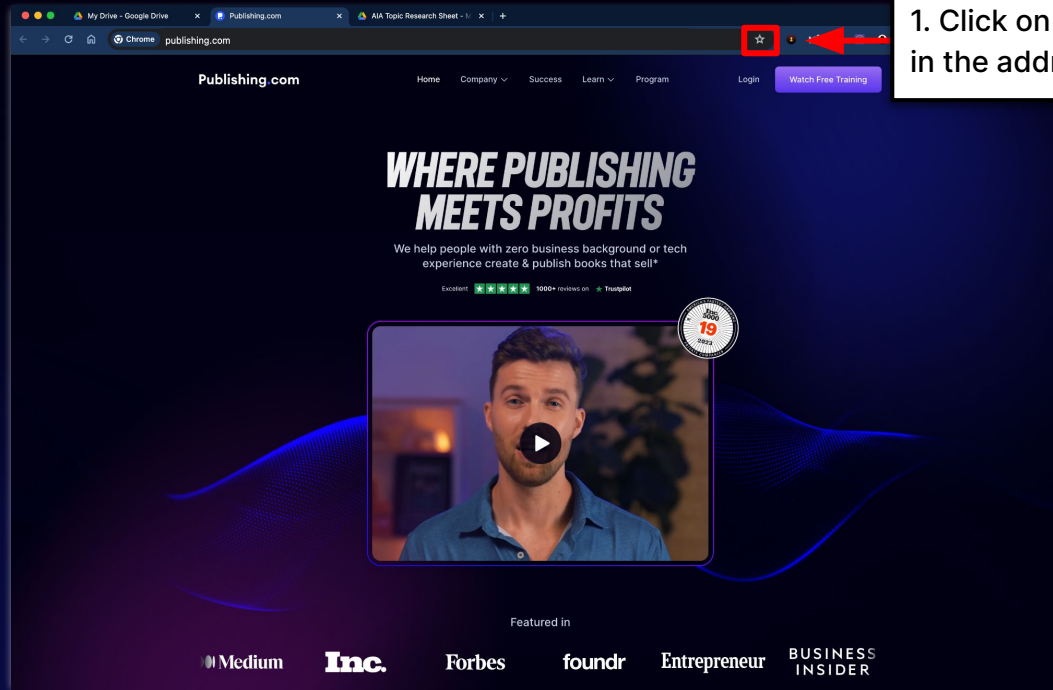 My Drive - Google Drive
Publishing.com
AIA Topic Research Sheet - M
Chrome publishing.com
1. Click on
in the addr
Publishing.com Home Company Success Learn Program Login Watch Free Training
WHERE PUBLISHING
MEETS PROFITS
We help people with zero business background or tech
experience create & publish books that sell*
Excellent 1000+ reviews on Trustpilot
Inc.
5000
19
2023
Featured in
Medium Inc. Forbes foundr Entrepreneur BUSINESS
INSIDER